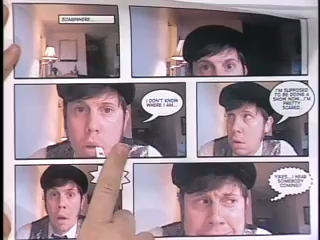 SOMEWHERE...
I DON'T KNOW
WHERE I AM...
I'M SUPPOSED
TO BE DOING A
SHOW NOW...I'M
PRETTY
SCARED...
YIKES...I HEAR
SOMEBODY
COMING!!